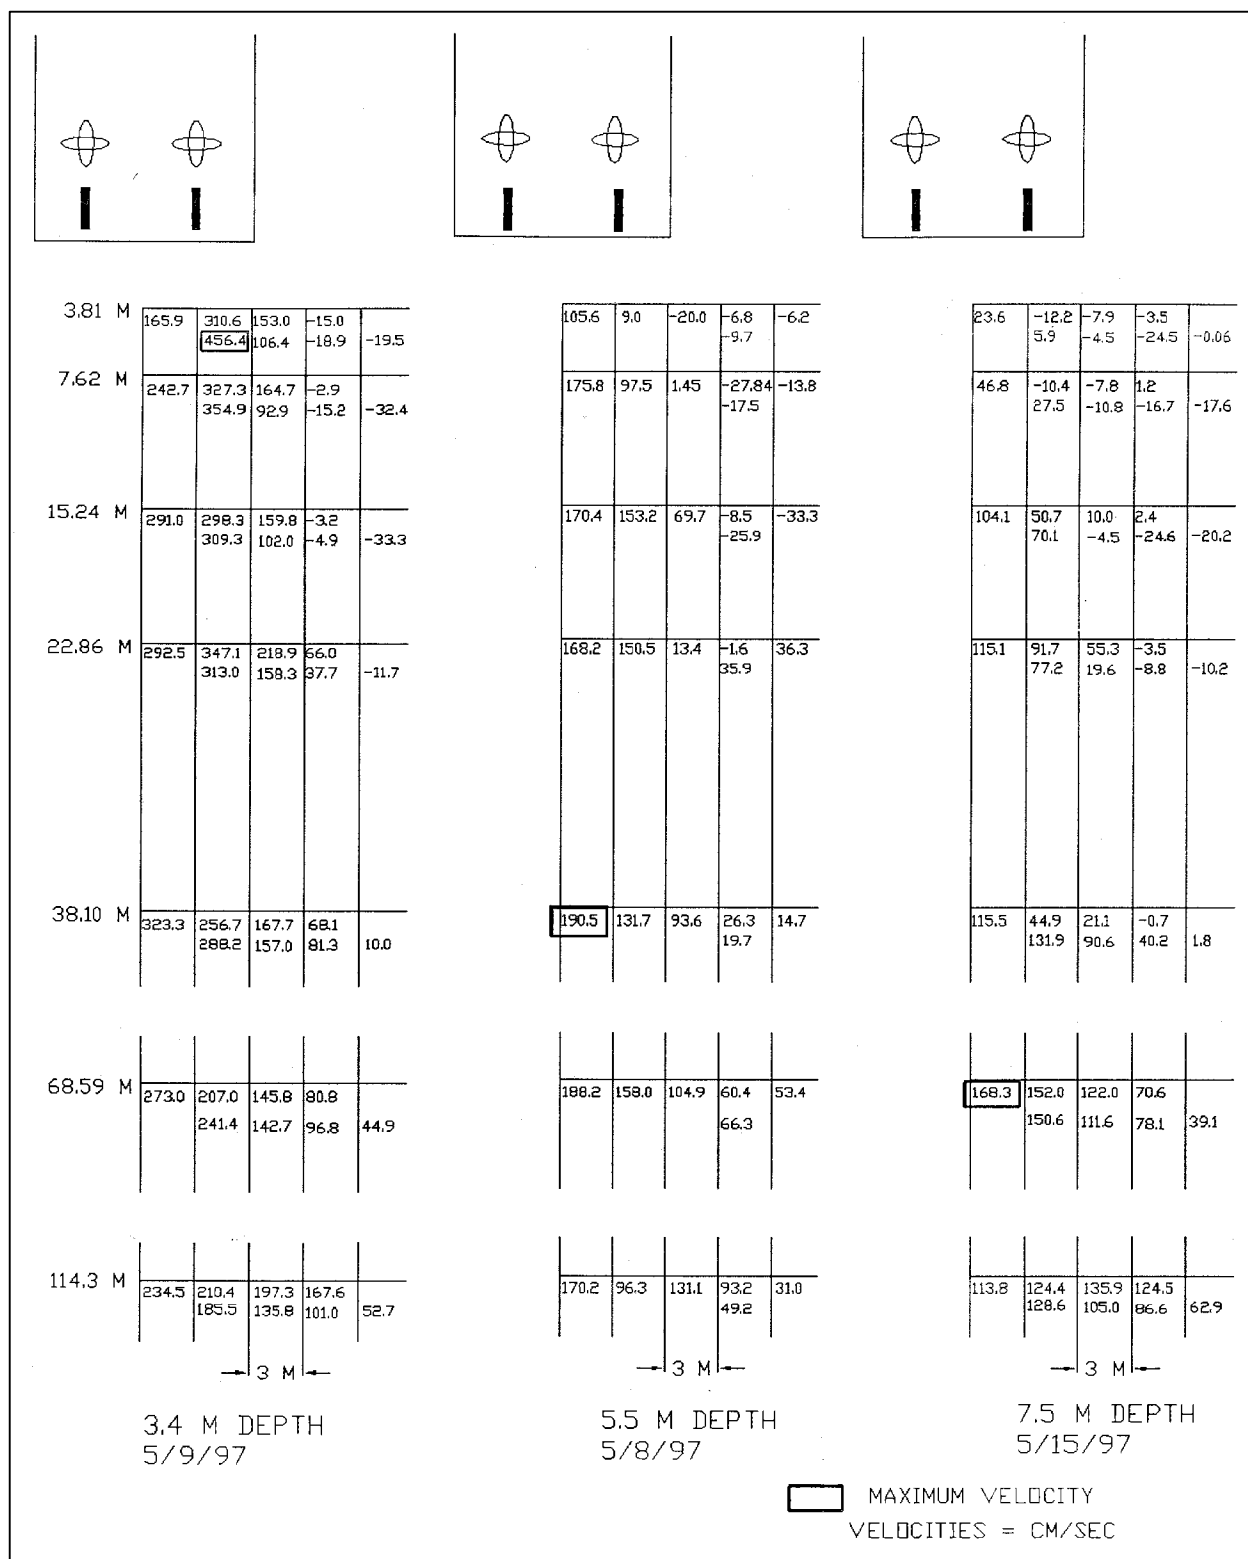 3.81 M 165.9 310.6 153.0 -15.0 105.6 9.0 -20.0 -6.8 -6.2 23.6 -12.2 -7.9 -3.5
456.4 106.4 -18.9 -19.5 -9.7 5.9 -4.5 -24.5 -0.06
7.62 M 242.7 327.3 164.7 -2.9 175.8 97.5 1.45 -27.84 -13.8 46.8 -10.4 -7.8 1.2
354.9 92.9 -15.2 -32.4 -17.5 27.5 -10.8 -16.7 -17.6
15.24 M 291.0 298.3 159.8 -3.2 170.4 153.2 69.7 -8.5 -33.3 104.1 50.7 10.0 2.4
309.3 102.0 -4.9 -33.3 -25.9 70.1 -4.5 -24.6 -20.2
22.86 M 292.5 347.1 218.9 66.0 168.2 150.5 13.4 -1.6 36.3 115.1 91.7 55.3 -3.5
313.0 158.3 37.7 -11.7 35.9 77.2 19.6 -8.8 -10.2
38.10 M 323.3 256.7 167.7 68.1 190.5 131.7 93.6 26.3 14.7 115.5 44.9 21.1 -0.7
288.2 157.0 81.3 10.0 19.7 131.9 90.6 40.2 1.8
68.59 M 273.0 207.0 145.8 80.8 188.2 158.0 104.9 60.4 53.4 168.3 152.0 122.0 70.6
241.4 142.7 96.8 44.9 66.3 150.6 111.6 78.1 39.1
114.3 M 234.5 210.4 197.3 167.6 170.2 96.3 131.1 93.2 31.0 113.8 124.4 135.9 124.5
185.5 135.8 101.0 52.7 49.2 128.6 105.0 86.6 62.9
3 M 3 M 3 M
3.4 M DEPTH 5.5 M DEPTH 7.5 M DEPTH
5/9/97 5/8/97 5/15/97
MAXIMUM VELOCITY
VELOCITIES = CM/SEC